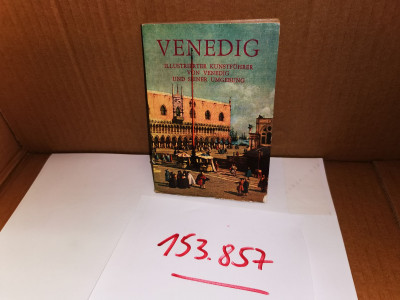 VENEDIG
ILLUSTRIERTER KUNSTFÜHRER
VON VENEDIG
UND SEINER UMGEBUNG
153.857